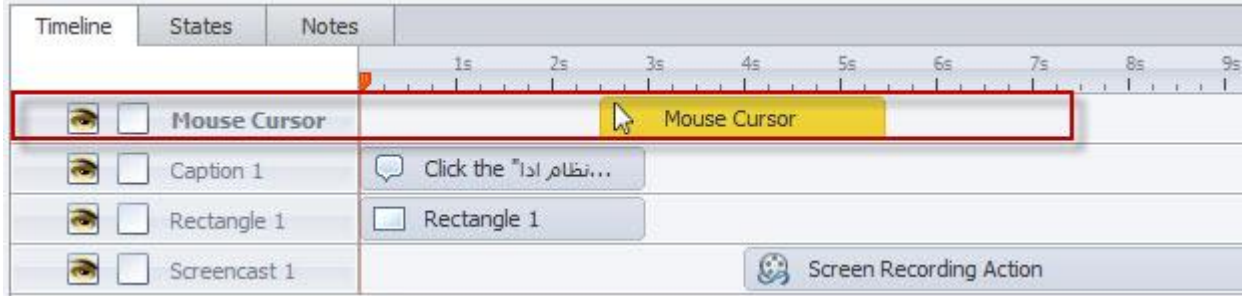 Timeline States Notes
1s 2s 3s 4s 5s 6s 7s 8s 9s
Mouse Cursor Mouse Cursor
Caption 1 Click the "نظام ادا...
Rectangle 1 Rectangle 1
Screencast 1 Screen Recording Action